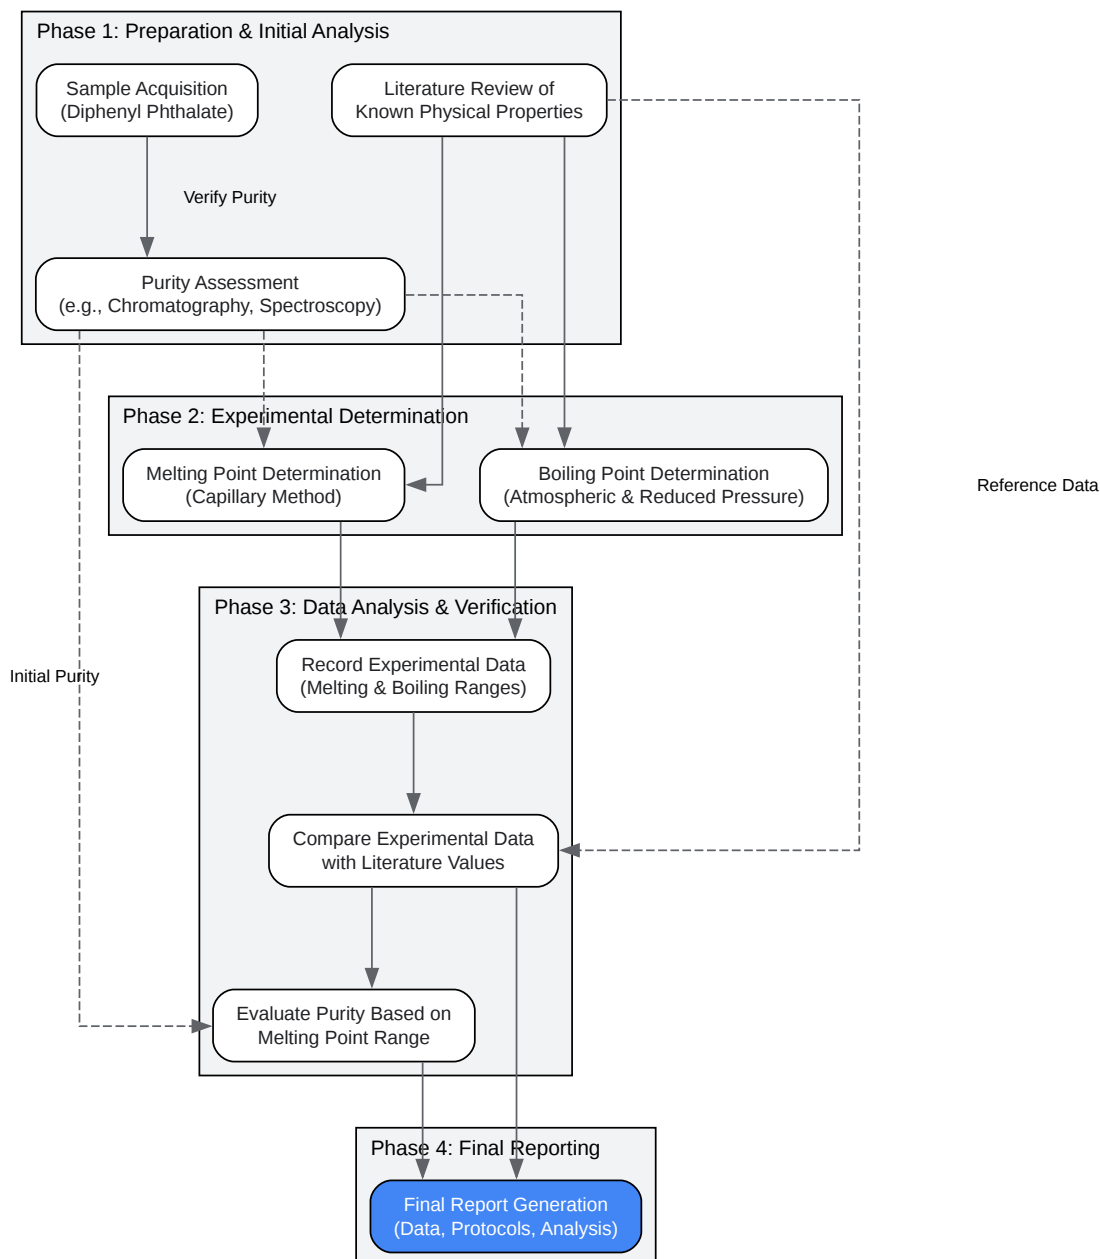 Phase 1: Preparation & Initial Analysis
Sample Acquisition
(Diphenyl Phthalate)
Literature Review of
Known Physical Properties
Verify Purity
Purity Assessment
(e.g., Chromatography, Spectroscopy)
Phase 2: Experimental Determination
Melting Point Determination
(Capillary Method)
Boiling Point Determination
(Atmospheric & Reduced Pressure)
Reference Data
Phase 3: Data Analysis & Verification
Record Experimental Data
(Melting & Boiling Ranges)
Initial Purity
Compare Experimental Data
with Literature Values
Evaluate Purity Based on
Melting Point Range
Phase 4: Final Reporting
Final Report Generation
(Data, Protocols, Analysis)